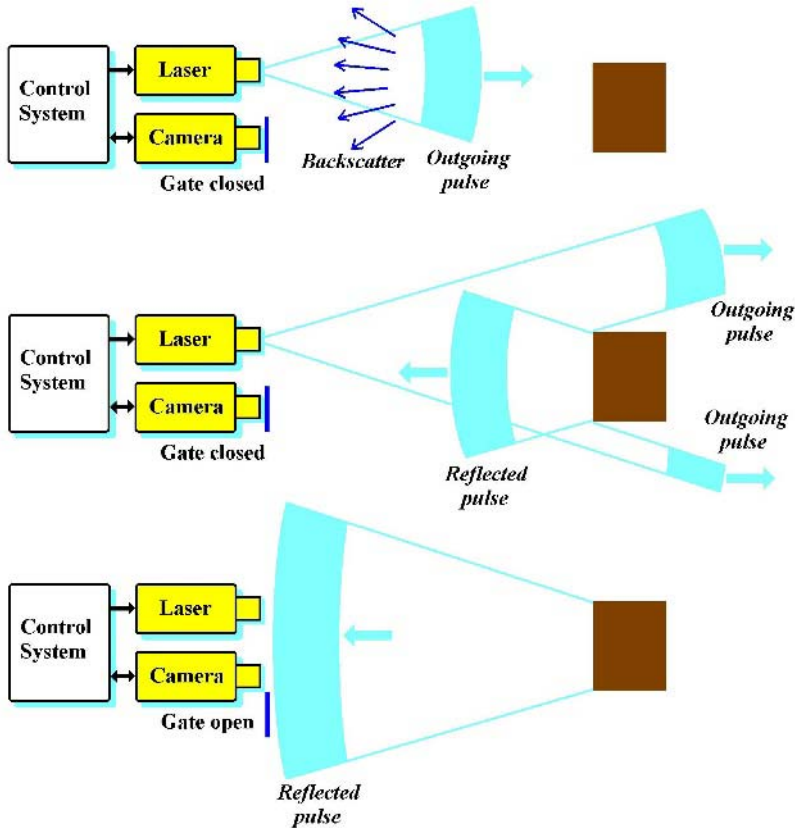 Control
System
Laser
Camera
Gate closed
Backscatter
Outgoing
pulse
Control
System
Laser
Camera
Gate closed
Reflected
pulse
Outgoing
pulse
Outgoing
pulse
Control
System
Laser
Camera
Gate open
Reflected
pulse